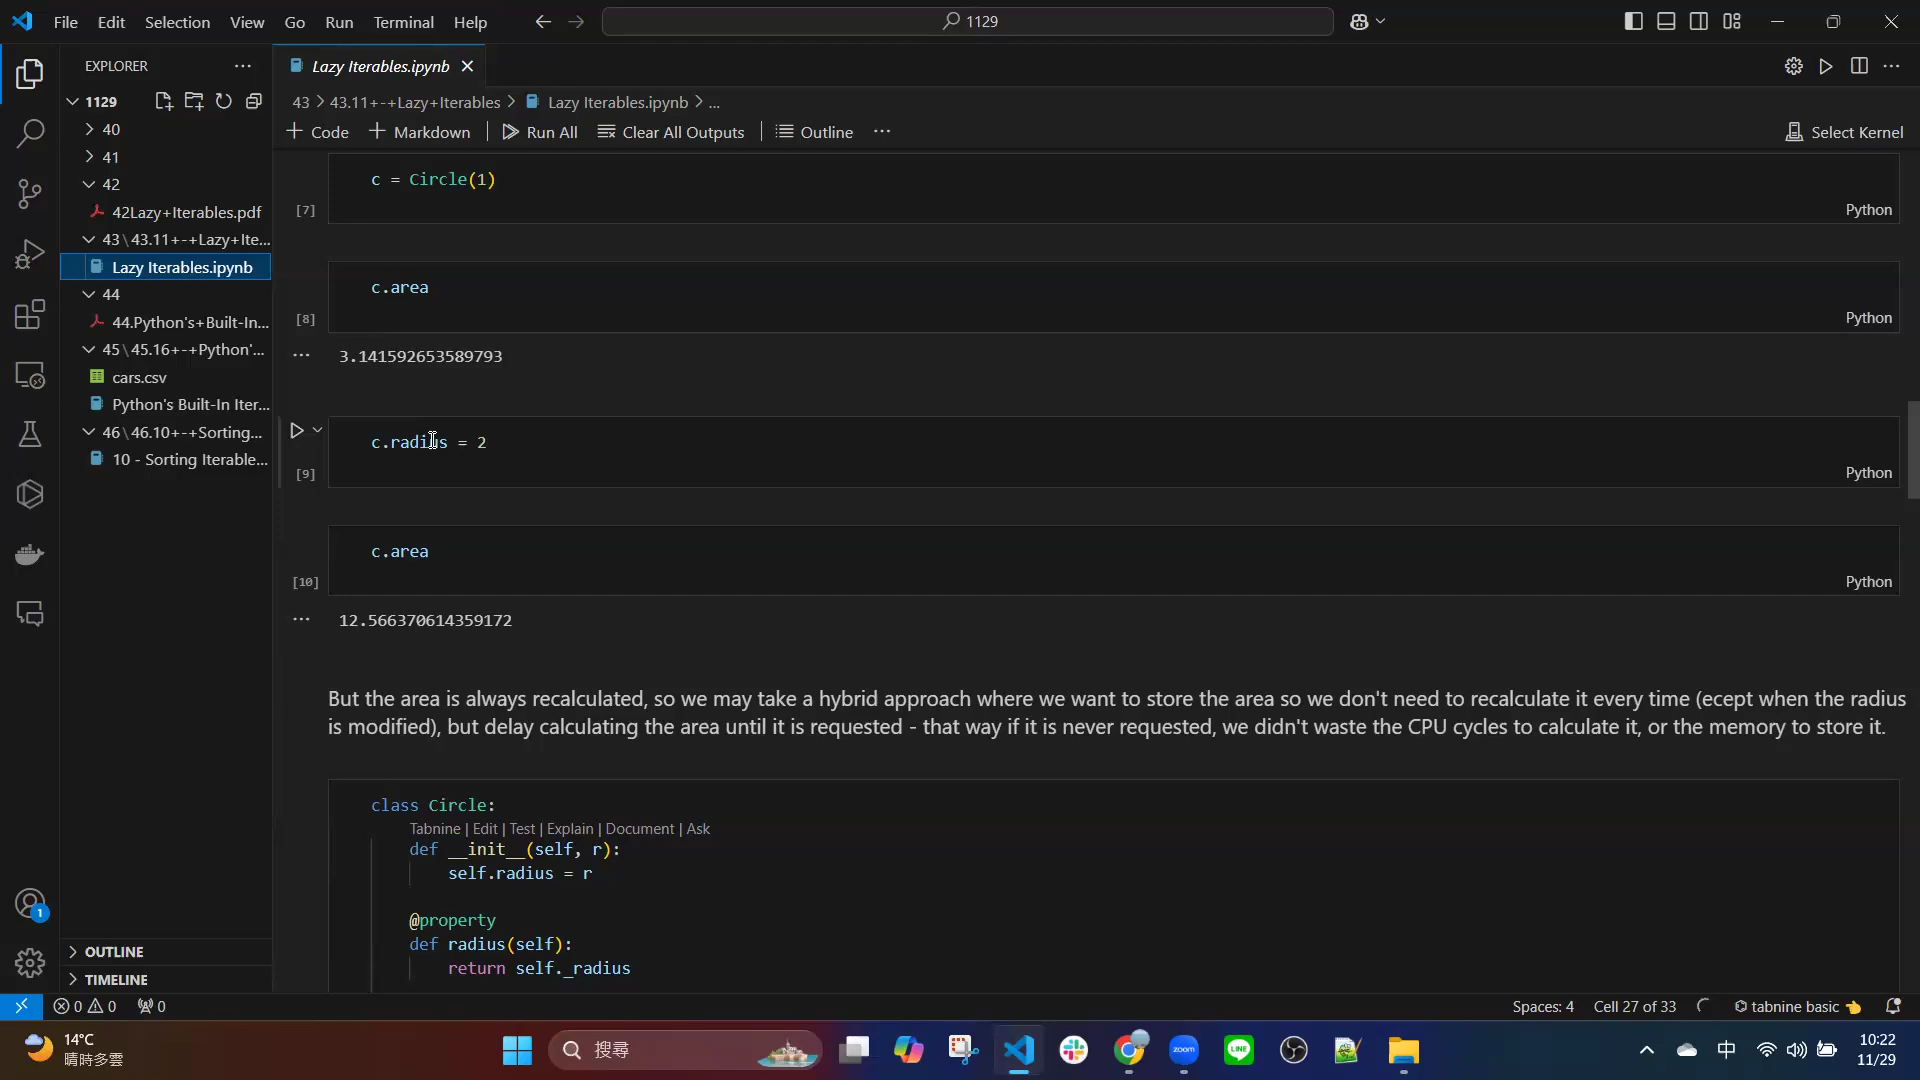 File Edit Selection View Go Run Terminal Help
1129
EXPLORER
1129
40
41
42
42Lazy+Iterables.pdf
43\43.11+-+Lazy+Ite...
Lazy Iterables.ipynb
44
44.Python's+Built-In...
45\45.16+-+Python'...
cars.csv
Python's Built-In Iter...
46\46.10+-+Sorting...
10 - Sorting Iterable...
OUTLINE
TIMELINE
Lazy Iterables.ipynb
43 > 43.11+-+Lazy+Iterables > Lazy Iterables.ipynb > ...
+ Code + Markdown Run All Clear All Outputs Outline ...
Select Kernel
c = Circle(1)
[7]
Python
c.area
[8]
Python
3.141592653589793
c.radius = 2
[9]
Python
c.area
[10]
Python
12.566370614359172
But the area is always recalculated, so we may take a hybrid approach where we want to store the area so we don't need to recalculate it every time (ecept when the radius
is modified), but delay calculating the area until it is requested - that way if it is never requested, we didn't waste the CPU cycles to calculate it, or the memory to store it.
class Circle:
Tabnine | Edit | Test | Explain | Document | Ask
def __init__(self, r):
self.radius = r
@property
def radius(self):
return self._radius
1
0 0 0
Spaces: 4 Cell 27 of 33 tabnine basic
14°C
晴時多雲
搜尋
zoom
LINE
中
10:22
11/29